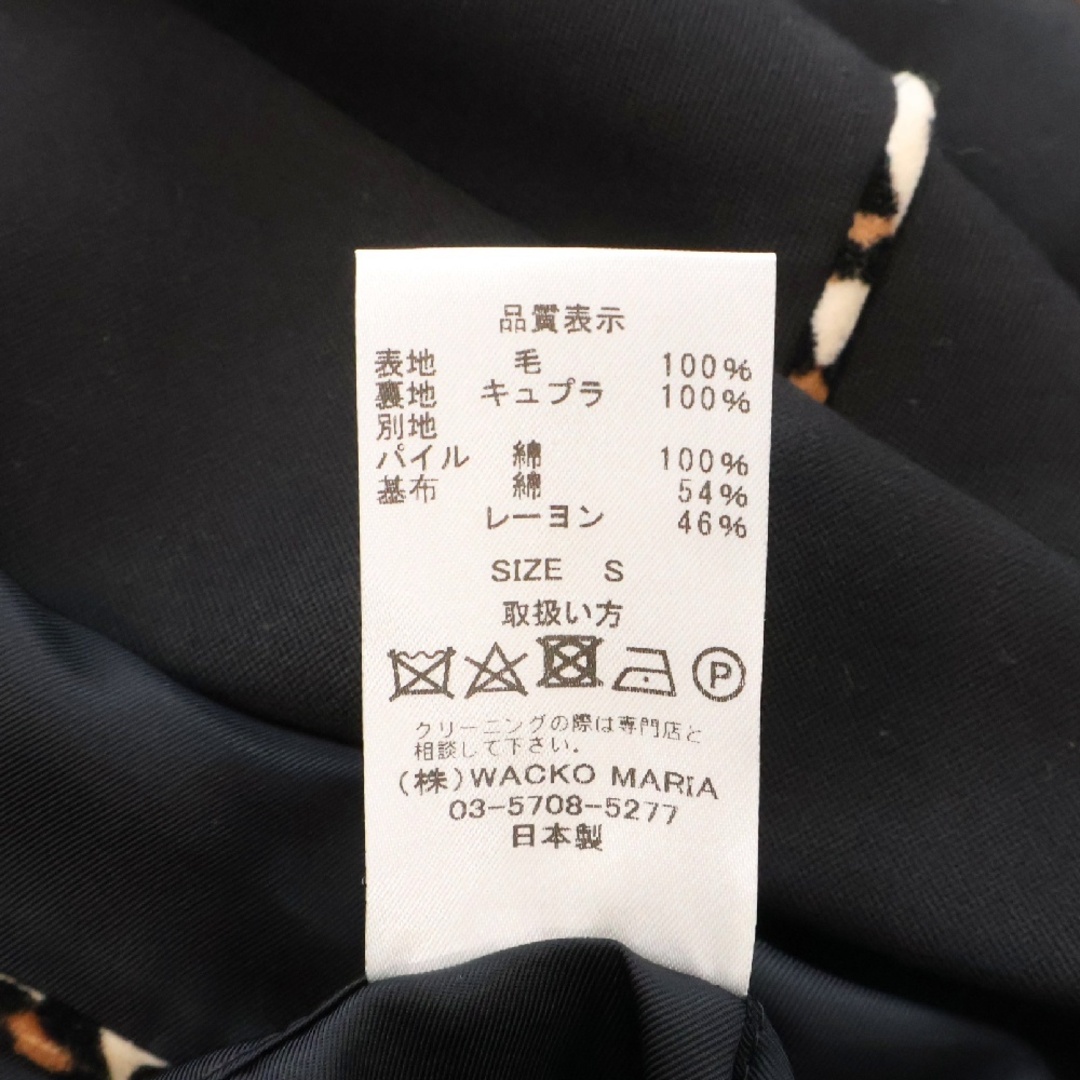 品質表示
表地 毛 100%
裏地 キュプラ 100%
別地
パイル 綿 100%
基布 綿 54%
レーヨン 46%
SIZE S
取扱い方
P
クリーニングの際は専門店と
相談して下さい.
(株)WACKO MARIA
03-5708-5277
日本製